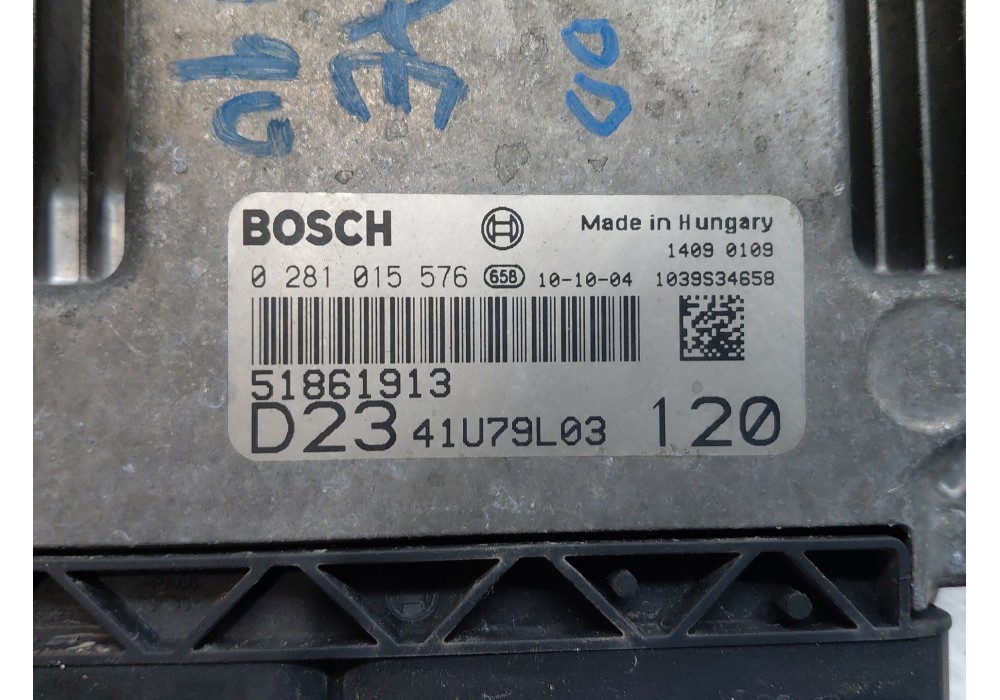 BOSCH Made in Hungary
1409 0109
0 281 015 576 658 10-10-04 1039S34658
51861913
D23 41U79L03 120